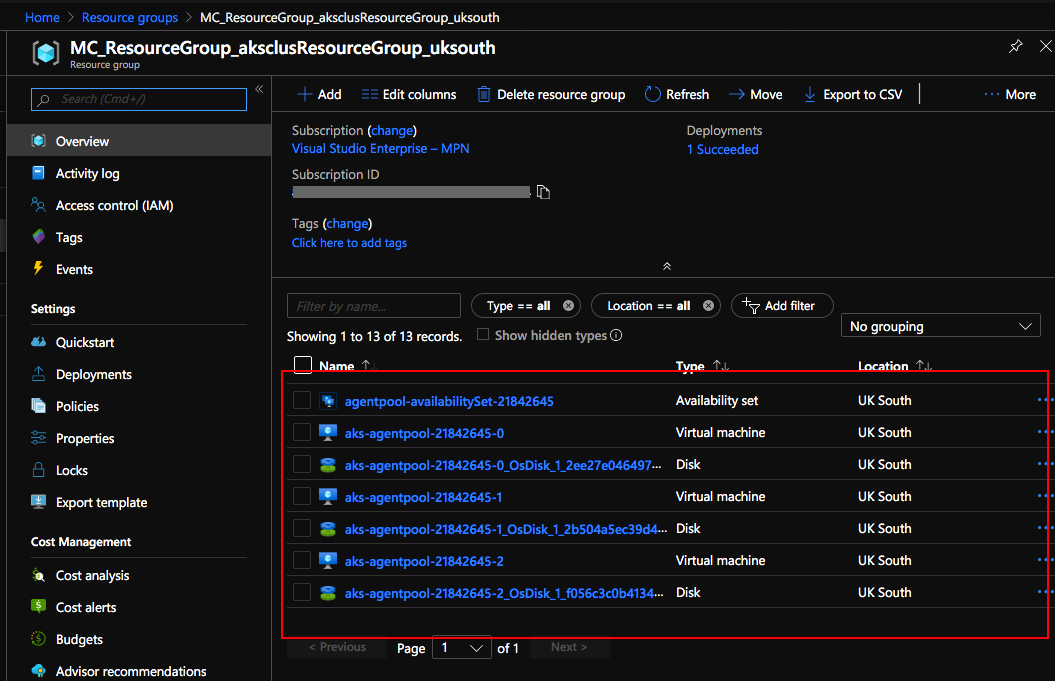 Home > Resource groups > MC_ResourceGroup_aksclusResourceGroup_uksouth
MC_ResourceGroup_aksclusResourceGroup_uksouth
Resource group
Search (Cmd+/)
«
Overview
Activity log
Access control (IAM)
Tags
Events
Settings
Quickstart
Deployments
Policies
Properties
Locks
Export template
Cost Management
Cost analysis
Cost alerts
Budgets
Advisor recommendations
Add Edit columns Delete resource group Refresh Move Export to CSV ··· More
Subscription (change) Deployments
Visual Studio Enterprise – MPN 1 Succeeded
Subscription ID
Tags (change)
Click here to add tags
Filter by name... Type == all Location == all Add filter
Showing 1 to 13 of 13 records. Show hidden types No grouping
Name Type Location
agentpool-availabilitySet-21842645 Availability set UK South
aks-agentpool-21842645-0 Virtual machine UK South
aks-agentpool-21842645-0_OsDisk_1_2ee27e046497... Disk UK South
aks-agentpool-21842645-1 Virtual machine UK South
aks-agentpool-21842645-1_OsDisk_1_2b504a5ec39d4... Disk UK South
aks-agentpool-21842645-2 Virtual machine UK South
aks-agentpool-21842645-2_OsDisk_1_f056c3c0b4134... Disk UK South
< Previous Page 1 of 1 Next >